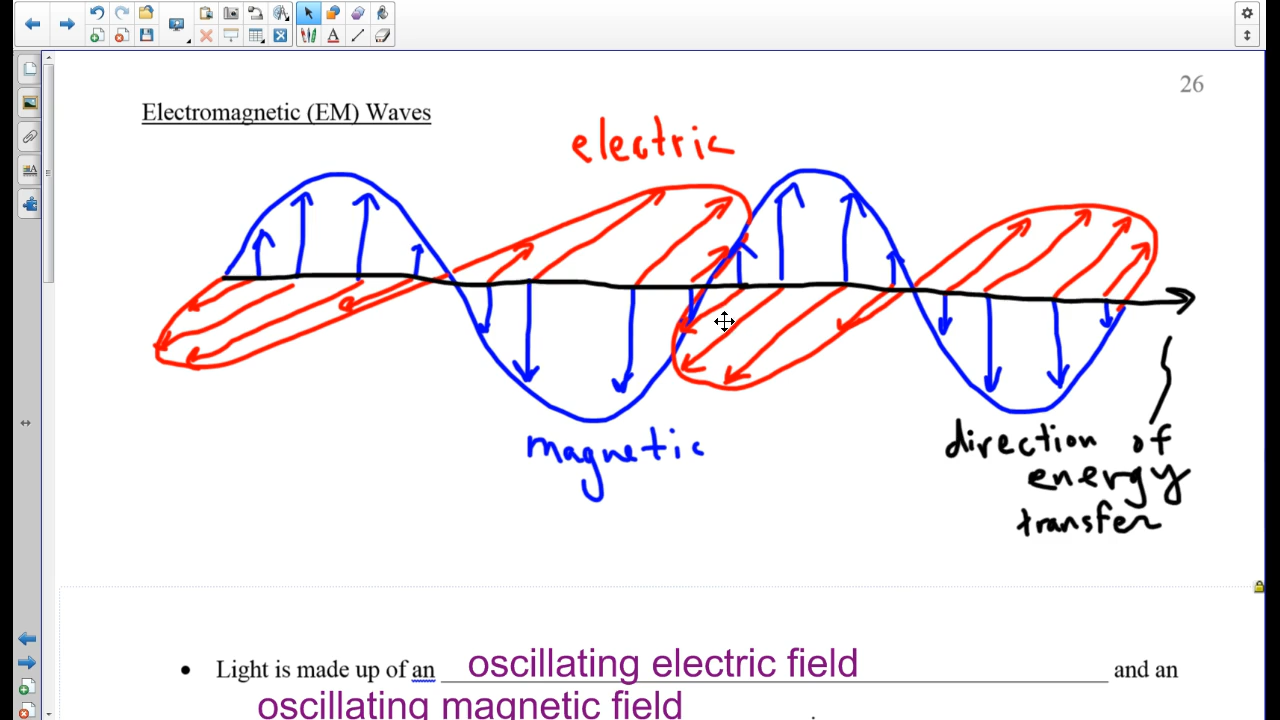 26
Electromagnetic (EM) Waves
electric
magnetic
direction of
energy
transfer
Light is made up of an oscillating electric field and an
oscillating magnetic field